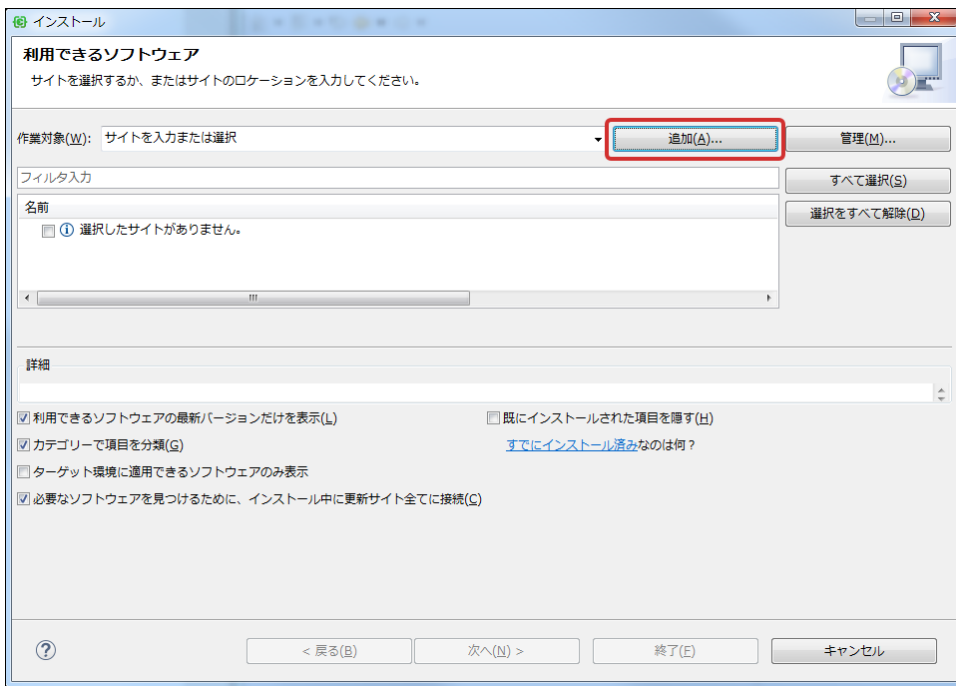 インストール
利用できるソフトウェア
サイトを選択するか、またはサイトのロケーションを入力してください。
作業対象(W): サイトを入力または選択 追加(A)... 管理(M)...
フィルタ入力 すべて選択(S)
名前 選択をすべて解除(D)
選択したサイトがありません。
詳細
利用できるソフトウェアの最新バージョンだけを表示(L) 既にインストールされた項目を隠す(H)
カテゴリーで項目を分類(G) すでにインストール済みなのは何？
ターゲット環境に適用できるソフトウェアのみ表示
必要なソフトウェアを見つけるために、インストール中に更新サイト全てに接続(C)
< 戻る(B) 次へ(N) > 終了(F) キャンセル